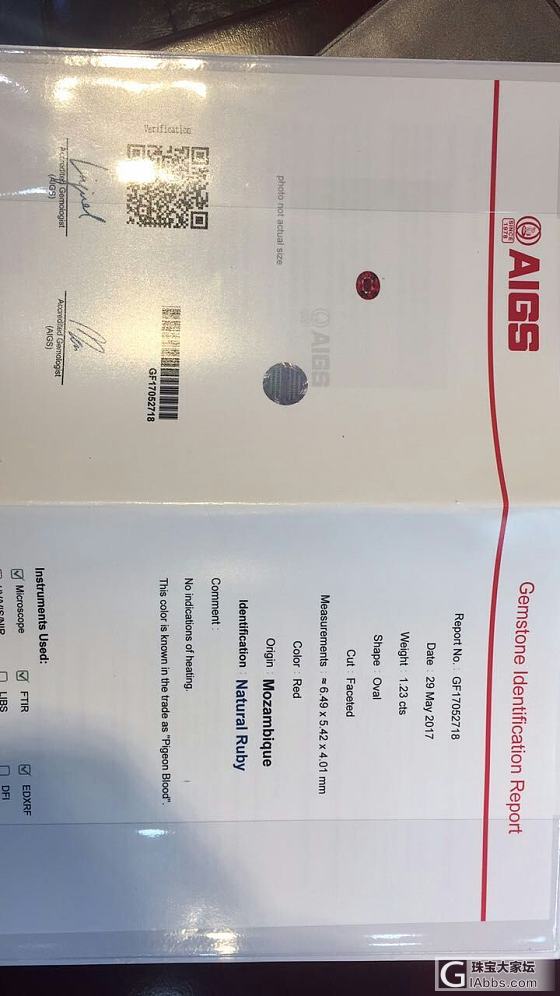 AIGS
SINCE 1978
AIGS
photo not actual size
Verification
GF17052718
Accredited Gemologist
(AIGS)
Accredited Gemologist
(AIGS)
Gemstone Identification Report
Report No. : GF17052718
Date : 29 May 2017
Weight : 1.23 cts
Shape : Oval
Cut : Faceted
Measurements : ≈ 6.49 x 5.42 x 4.01 mm
Color : Red
Origin : Mozambique
Identification : Natural Ruby
Comment :
No indications of heating.
This color is known in the trade as "Pigeon Blood".
Instruments Used:
Microscope FTIR EDXRF
UV/VIS/NIR LIBS DFI
珠宝大家坛
GIAbbs.com